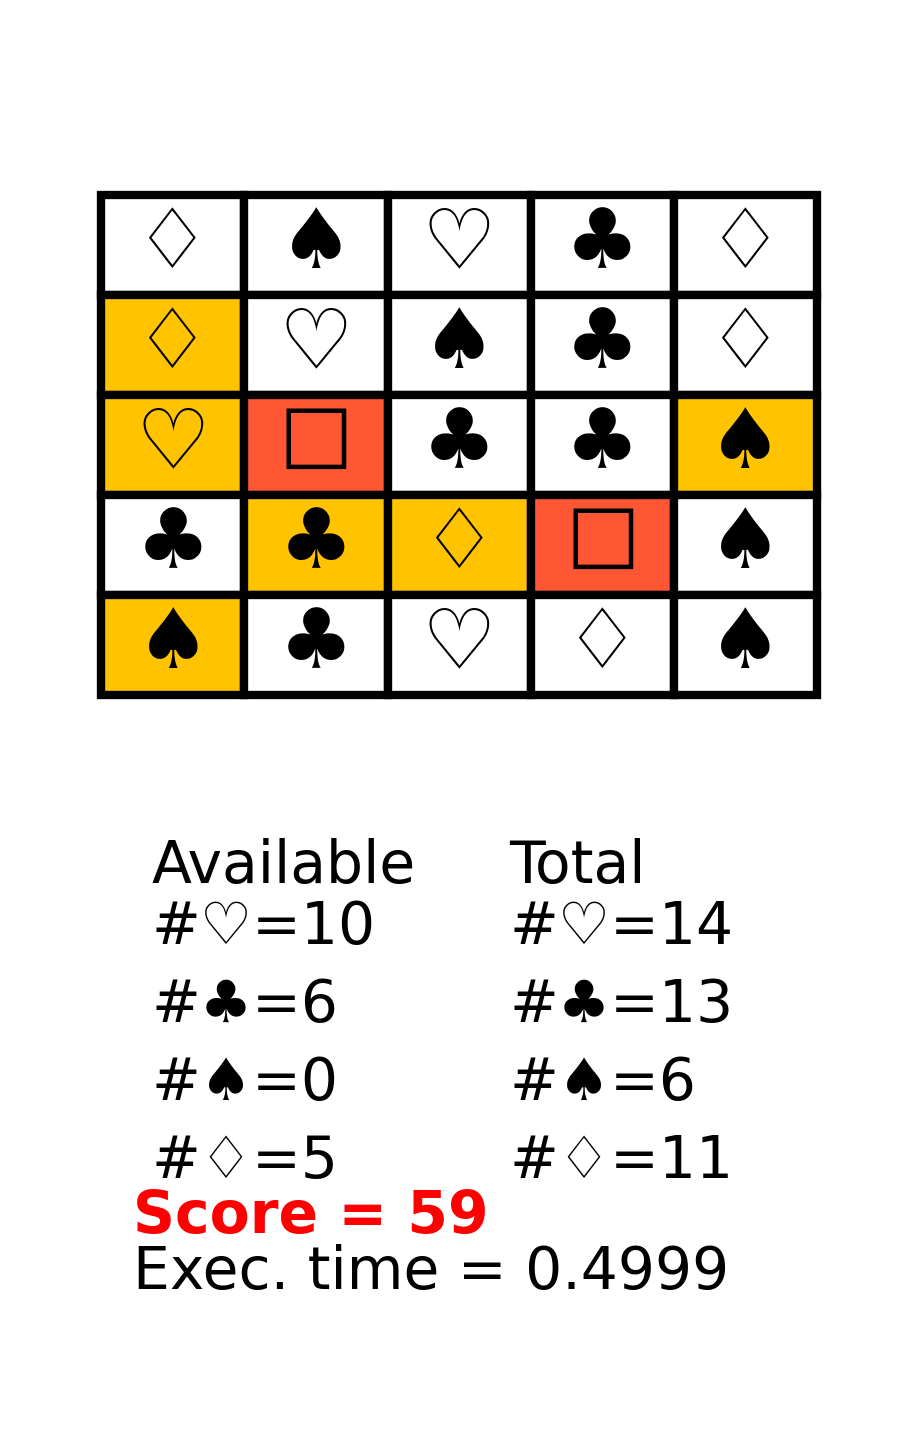 ♢ ♠ ♡ ♣ ♢
♢ ♡ ♠ ♣ ♢
♡ □ ♣ ♣ ♠
♣ ♣ ♢ □ ♠
♠ ♣ ♡ ♢ ♠
Available Total
#♡=10 #♡=14
#♣=6 #♣=13
#♠=0 #♠=6
#♢=5 #♢=11
Score = 59
Exec. time = 0.4999